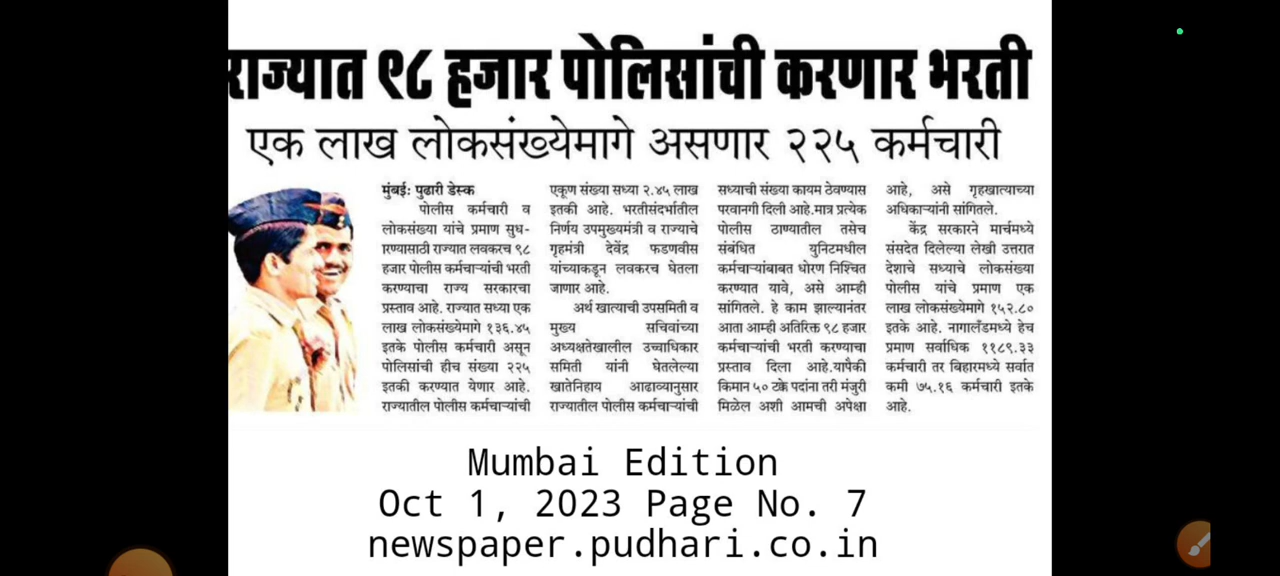 राज्यात ९८ हजार पोलिसांची करणार भरती
एक लाख लोकसंख्येमागे असणार २२५ कर्मचारी
मुंबई: पुढारी डेस्क
पोलीस कर्मचारी व
लोकसंख्या यांचे प्रमाण सुध-
रण्यासाठी राज्यात लवकरच ९८
हजार पोलीस कर्मचाऱ्यांची भरती
करण्याचा राज्य सरकारचा
प्रस्ताव आहे. राज्यात सध्या एक
लाख लोकसंख्येमागे १३६.४५
इतके पोलीस कर्मचारी असून
पोलिसांची हीच संख्या २२५
इतकी करण्यात येणार आहे.
राज्यातील पोलीस कर्मचाऱ्यांची
एकूण संख्या सध्या २.४५ लाख
इतकी आहे. भरतीसंदर्भातील
निर्णय उपमुख्यमंत्री व राज्याचे
गृहमंत्री देवेंद्र फडणवीस
यांच्याकडून लवकरच घेतला
जाणार आहे.
अर्थ खात्याची उपसमिती व
मुख्य सचिवांच्या
अध्यक्षतेखालील उच्चाधिकार
समिती यांनी घेतलेल्या
खातेनिहाय आढाव्यानुसार
राज्यातील पोलीस कर्मचाऱ्यांची
सध्याची संख्या कायम ठेवण्यास
परवानगी दिली आहे.मात्र प्रत्येक
पोलीस ठाण्यातील तसेच
संबंधित युनिटमधील
कर्मचाऱ्यांबाबत धोरण निश्चित
करण्यात यावे, असे आम्ही
सांगितले. हे काम झाल्यानंतर
आता आम्ही अतिरिक्त ९८ हजार
कर्मचाऱ्यांची भरती करण्याचा
प्रस्ताव दिला आहे.यापैकी
किमान ५० टक्के पदांना तरी मंजुरी
मिळेल अशी आमची अपेक्षा
आहे, असे गृहखात्याच्या
अधिकाऱ्यांनी सांगितले.
केंद्र सरकारने मार्चमध्ये
संसदेत दिलेल्या लेखी उत्तरात
देशाचे सध्याचे लोकसंख्या
पोलीस यांचे प्रमाण एक
लाख लोकसंख्येमागे १५२.८०
इतके आहे. नागालँडमध्ये हेच
प्रमाण सर्वाधिक ११८९.३३
कर्मचारी तर बिहारमध्ये सर्वात
कमी ७५.१६ कर्मचारी इतके
आहे.
Mumbai Edition
Oct 1, 2023 Page No. 7
newspaper.pudhari.co.in